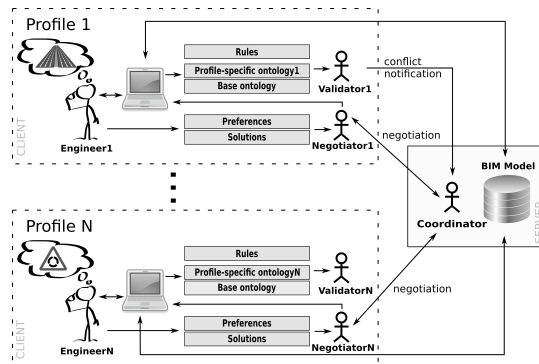 Profile 1
CLIENT
Engineer1
Rules
Profile-specific ontology1
Base ontology
Preferences
Solutions
Validator1
Negotiator1
conflict
notification
negotiation
BIM Model
Coordinator
SERVER
Profile N
CLIENT
EngineerN
Rules
Profile-specific ontologyN
Base ontology
Preferences
Solutions
ValidatorN
NegotiatorN
negotiation